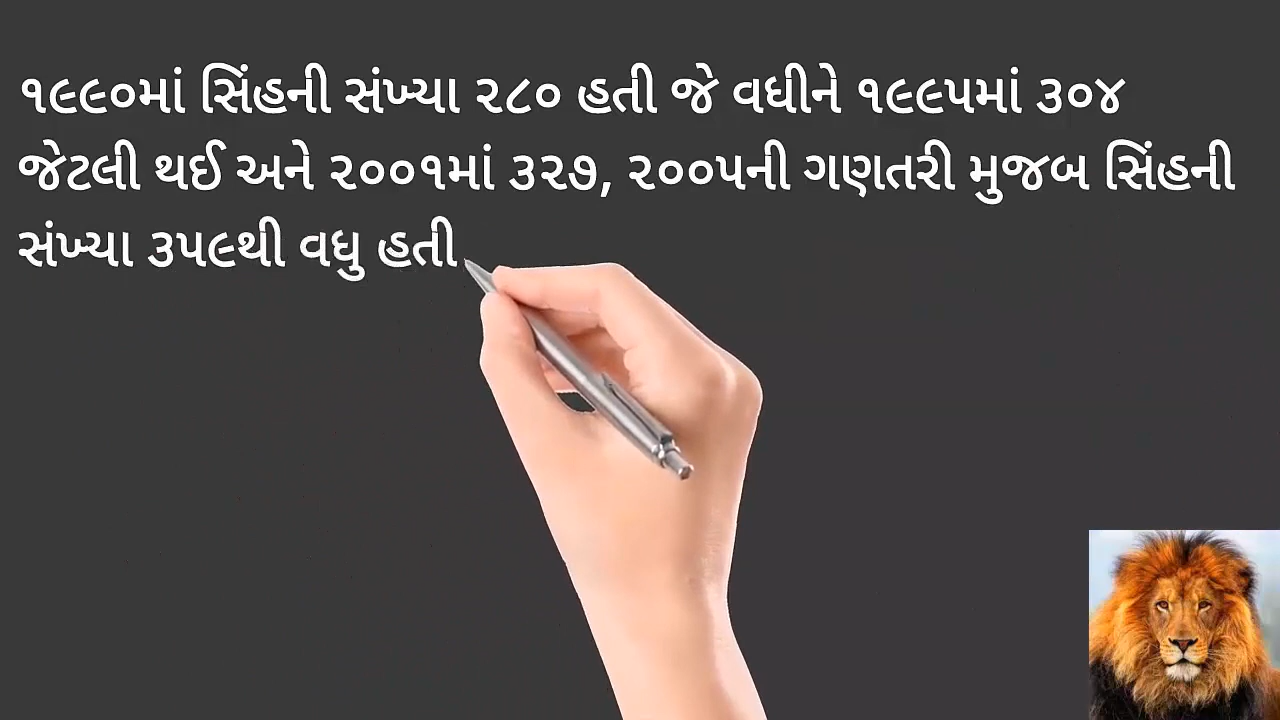 ૧૯૯૦માં સિંહની સંખ્યા ૨૮૦ હતી જે વધીને ૧૯૯૫માં ૩૦૪
જેટલી થઈ અને ૨૦૦૧માં ૩૨૭, ૨૦૦૫ની ગણતરી મુજબ સિંહની
સંખ્યા ૩૫૯થી વધુ હતી